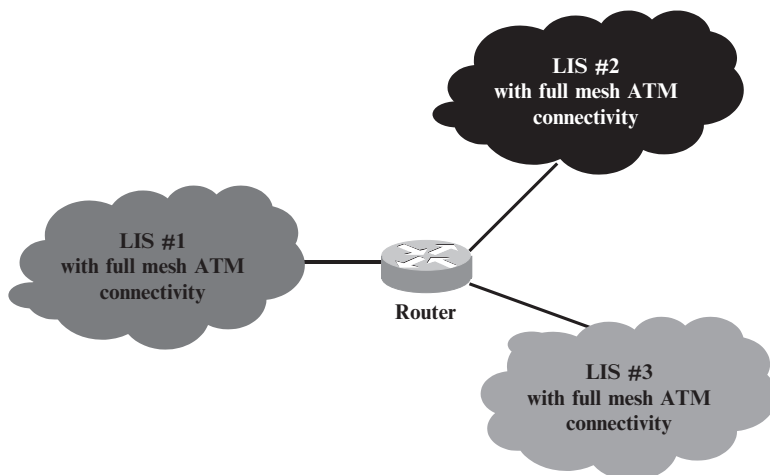 LIS #2
with full mesh ATM
connectivity
LIS #1
with full mesh ATM
connectivity
Router
LIS #3
with full mesh ATM
connectivity